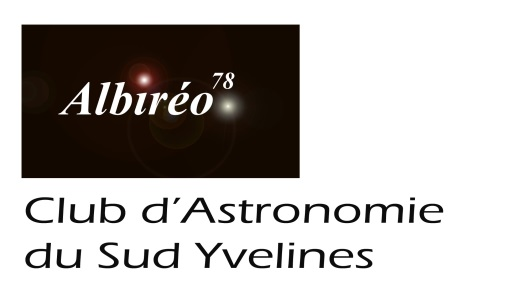 Albiréo78
Club d'Astronomie
du Sud Yvelines